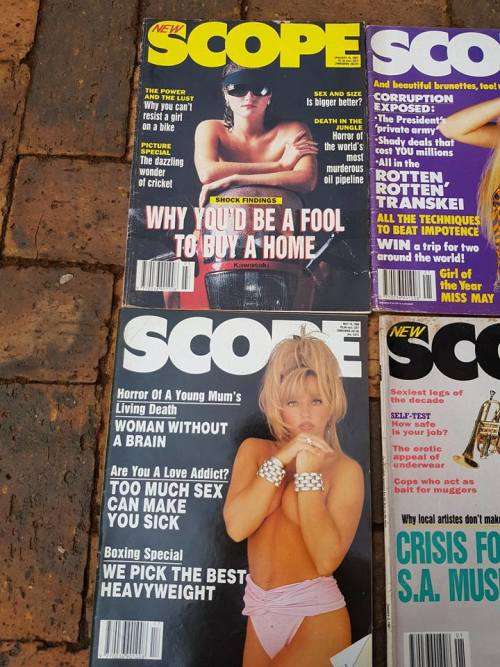 NEW
SCOPE
THE POWER
AND THE LUST
Why you can't
resist a girl
on a bike
PICTURE
SPECIAL
The dazzling
wonder
of cricket
SEX AND SIZE
Is bigger better?
DEATH IN THE
JUNGLE
Horror of
the world's
most
murderous
oil pipeline
SHOCK FINDINGS
WHY YOU'D BE A FOOL
TO BUY A HOME
Kawasaki
SCO
And beautiful brunettes, too!
CORRUPTION
EXPOSED:
·The President's
'private army'
·Shady deals that
cost YOU millions
·All in the
ROTTEN,
ROTTEN'
TRANSKEI
ALL THE TECHNIQUES
TO BEAT IMPOTENCE
WIN a trip for two
around the world!
Girl of
the Year
MISS MAY
SCOPE
Horror Of A Young Mum's
Living Death
WOMAN WITHOUT
A BRAIN
Are You A Love Addict?
TOO MUCH SEX
CAN MAKE
YOU SICK
Boxing Special
WE PICK THE BEST
HEAVYWEIGHT
NEW
SCO
Sexiest legs of
the decade
SELF-TEST
How safe
is your job?
The erotic
appeal of
underwear
Cops who act as
bait for muggers
Why local artistes don't mak
CRISIS FO
S.A. MUS